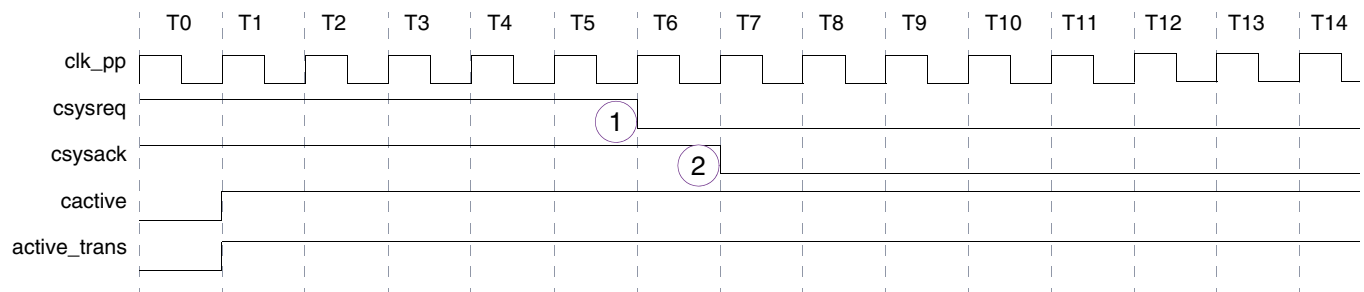 T0 T1 T2 T3 T4 T5 T6 T7 T8 T9 T10 T11 T12 T13 T14
clk_pp
csysreq
1
csysack
2
cactive
active_trans